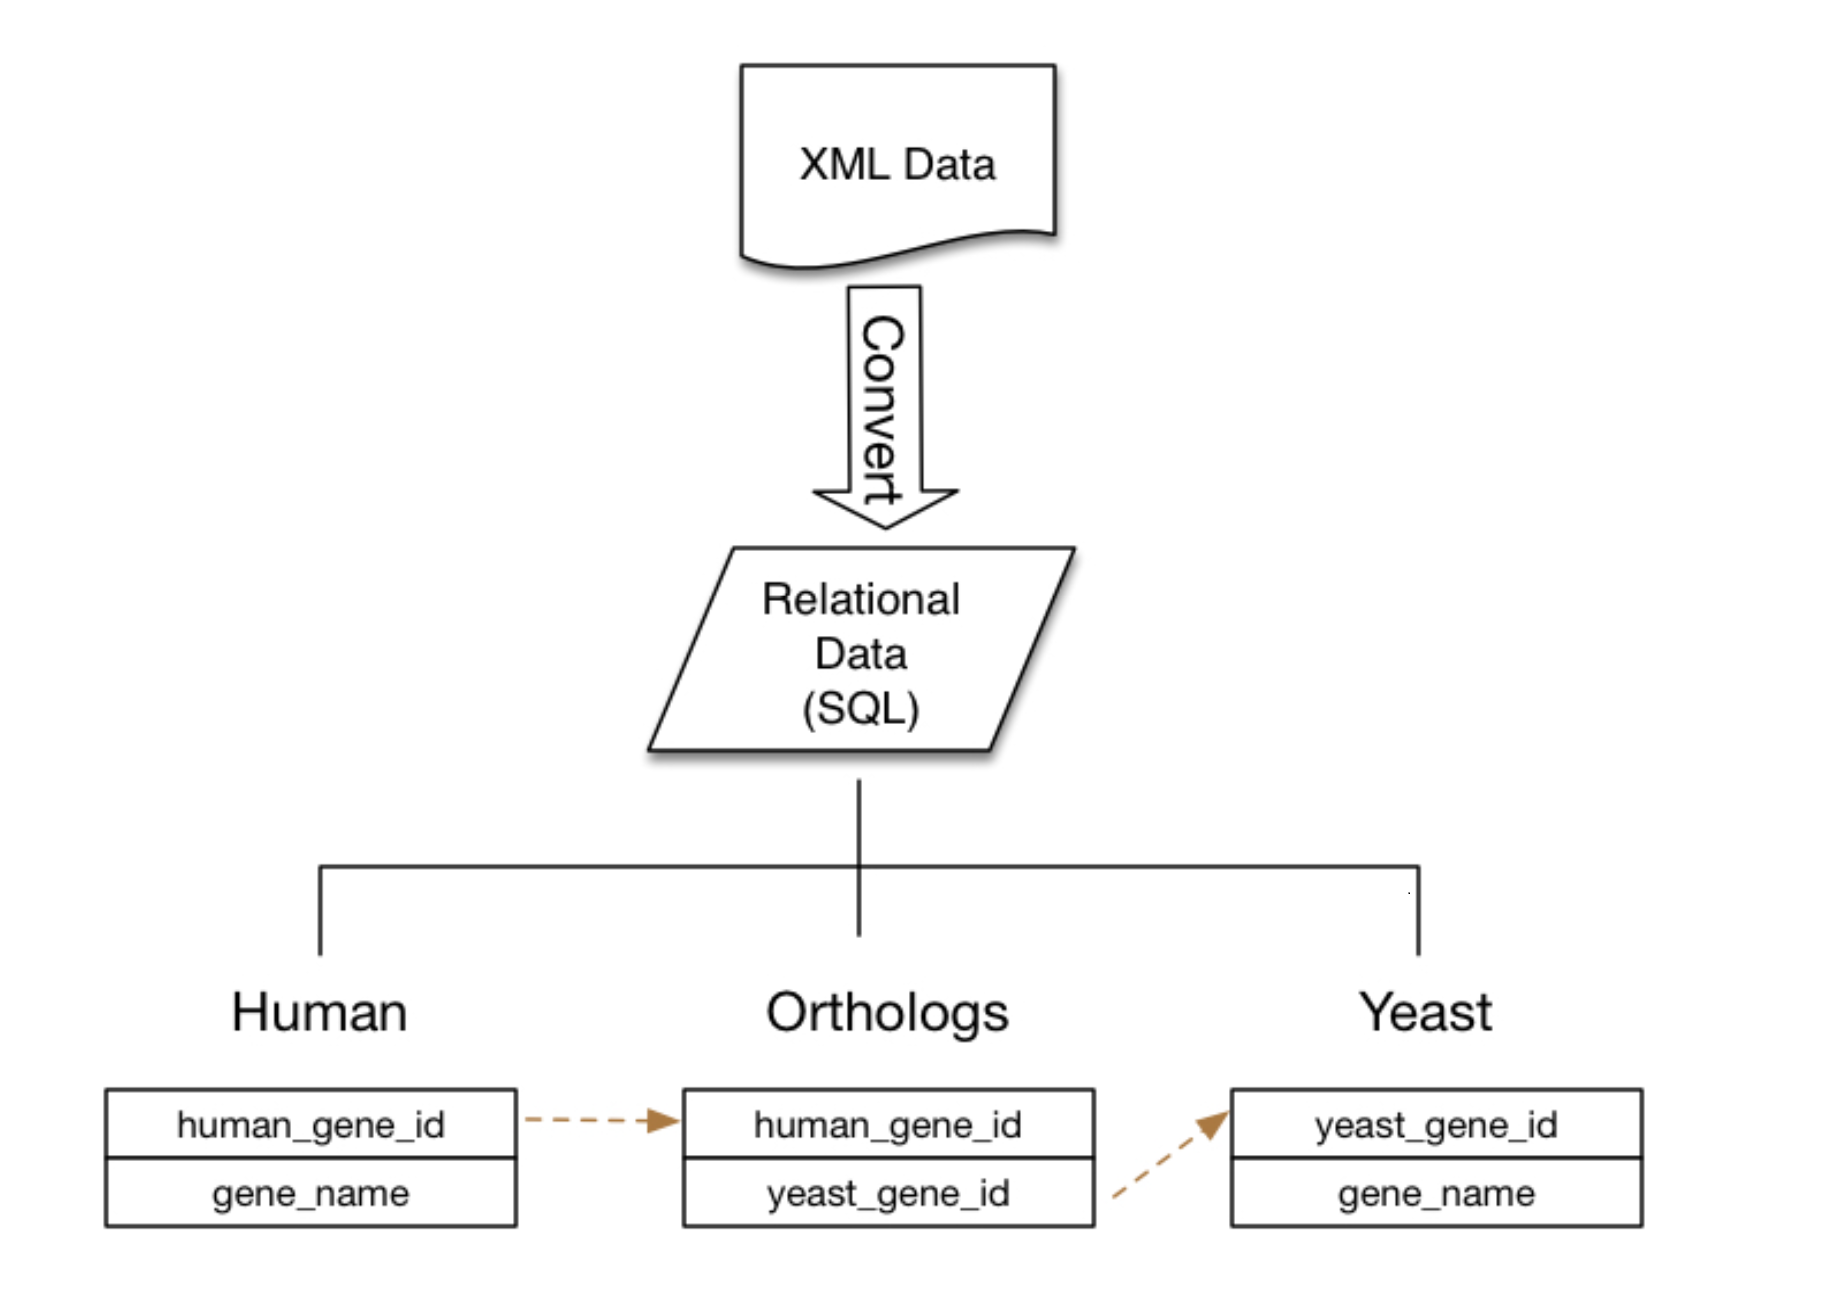 XML Data
Convert
Relational
Data
(SQL)
Human
Orthologs
Yeast
human_gene_id
gene_name
human_gene_id
yeast_gene_id
yeast_gene_id
gene_name